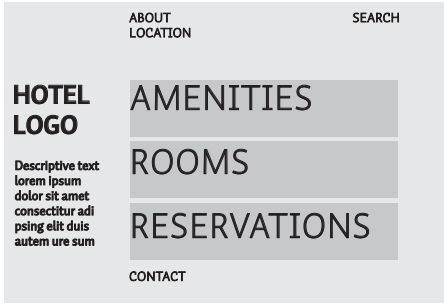 ABOUT
LOCATION
SEARCH
HOTEL
LOGO
Descriptive text
lorem ipsum
dolor sit amet
consectitur adi
psing elit duis
autem ure sum
AMENITIES
ROOMS
RESERVATIONS
CONTACT